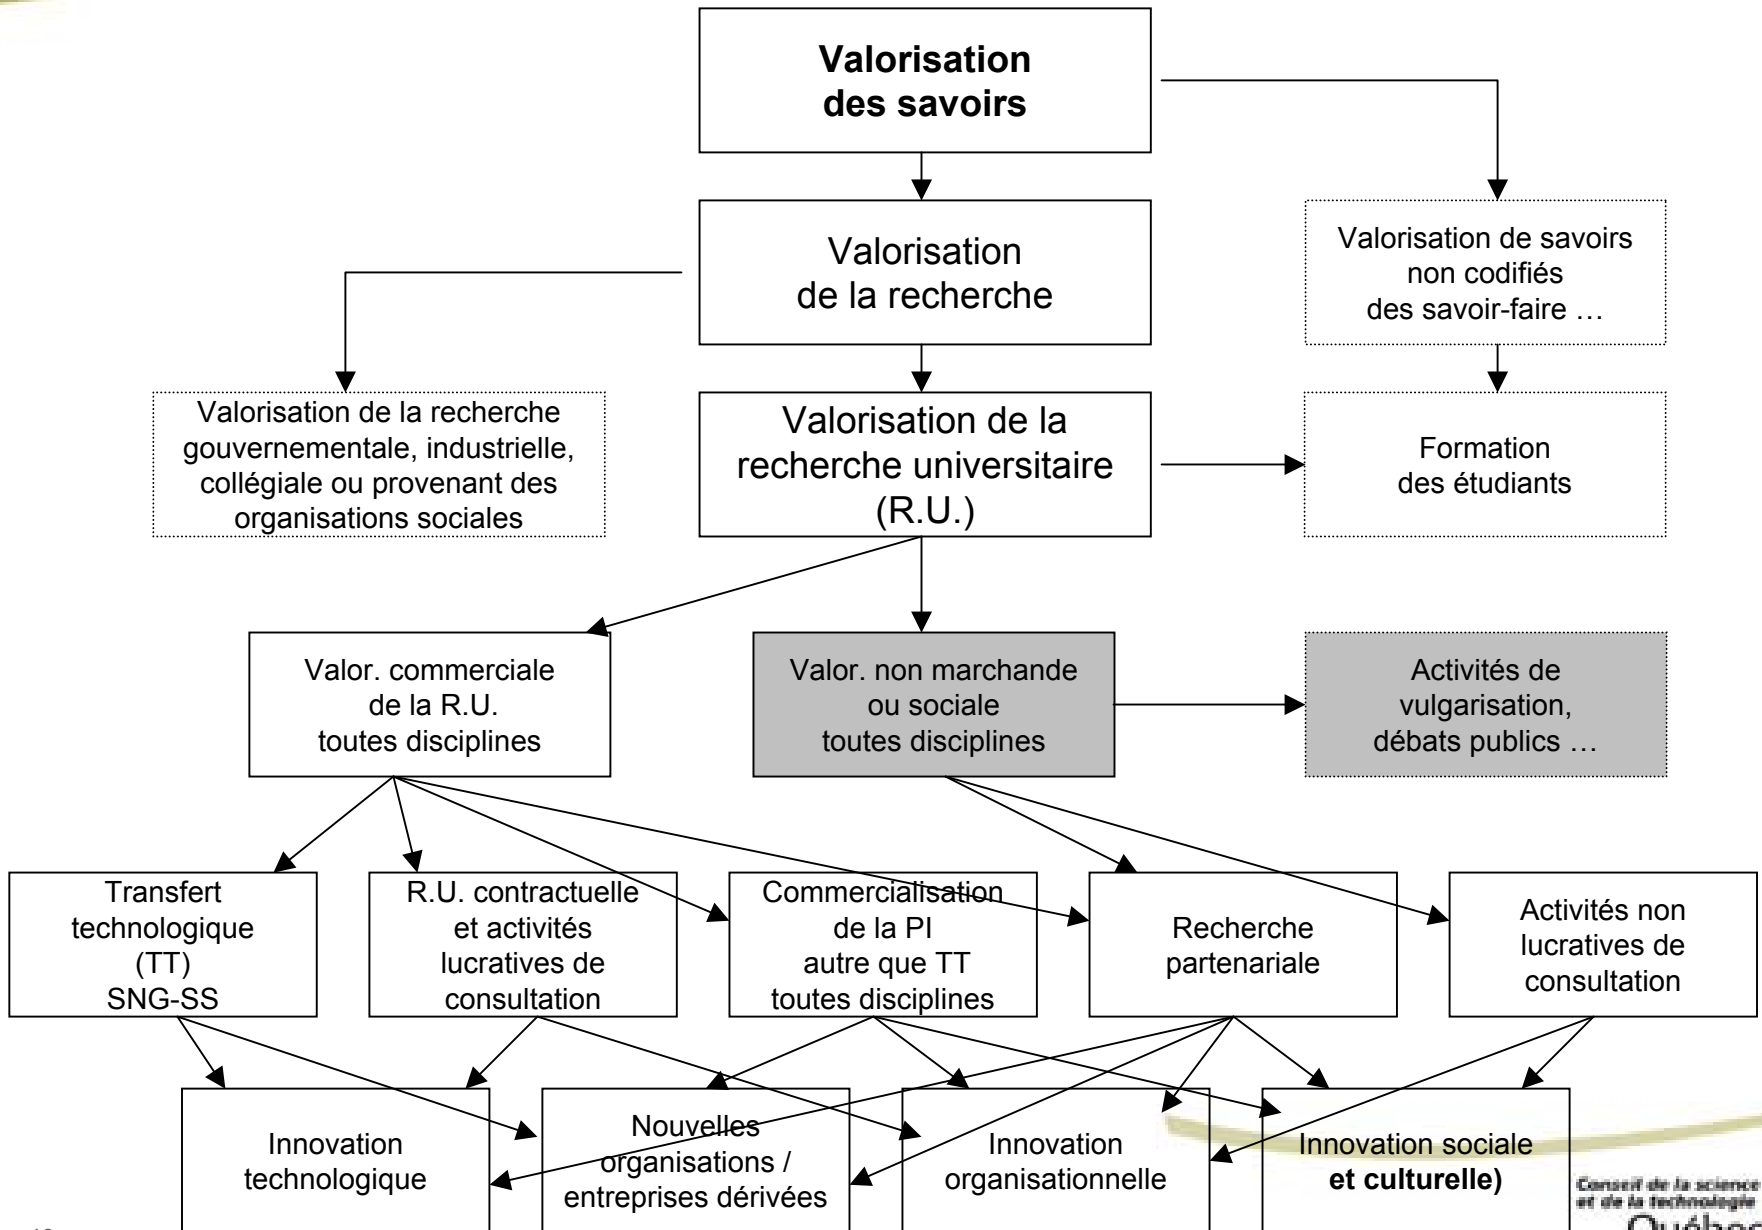 Valorisation
des savoirs
Valorisation
de la recherche
Valorisation de savoirs
non codifiés
des savoir-faire …
Valorisation de la recherche
gouvernementale, industrielle,
collégiale ou provenant des
organisations sociales
Valorisation de la
recherche universitaire
(R.U.)
Formation
des étudiants
Valor. commerciale
de la R.U.
toutes disciplines
Valor. non marchande
ou sociale
toutes disciplines
Activités de
vulgarisation,
débats publics …
Transfert
technologique
(TT)
SNG-SS
R.U. contractuelle
et activités
lucratives de
consultation
Commercialisation
de la PI
autre que TT
toutes disciplines
Recherche
partenariale
Activités non
lucratives de
consultation
Innovation
technologique
Nouvelles
organisations /
entreprises dérivées
Innovation
organisationnelle
Innovation sociale
et culturelle)
Conseil de la science
et de la technologie